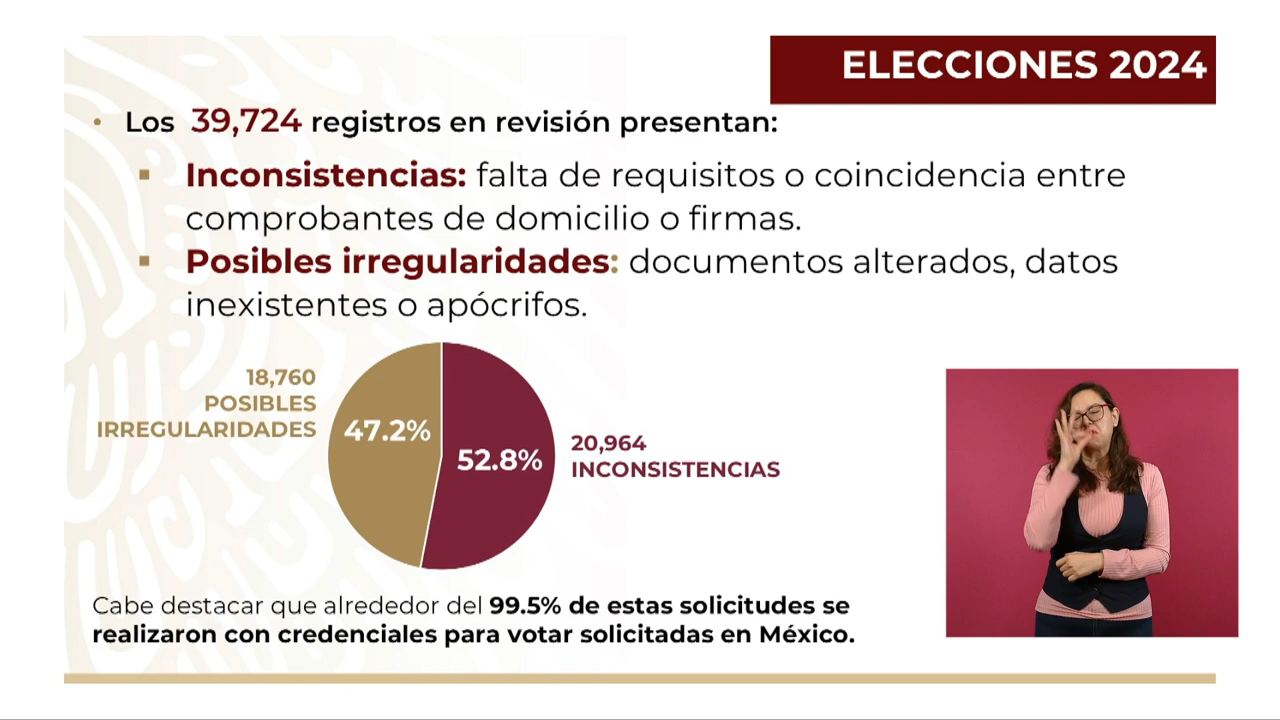 ELECCIONES 2024
• Los 39,724 registros en revisión presentan:
▪ Inconsistencias: falta de requisitos o coincidencia entre
comprobantes de domicilio o firmas.
▪ Posibles irregularidades: documentos alterados, datos
inexistentes o apócrifos.
18,760
POSIBLES
IRREGULARIDADES
47.2%
52.8%
20,964
INCONSISTENCIAS
Cabe destacar que alrededor del 99.5% de estas solicitudes se
realizaron con credenciales para votar solicitadas en México.